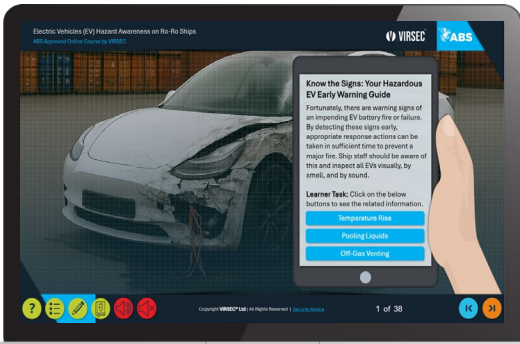 Electric Vehicles (EV) Hazard Awareness on Ro-Ro Ships
ABS Approved Online Course by VIRSEC
VIRSEC®
ABS
Know the Signs: Your Hazardous
EV Early Warning Guide
Fortunately, there are warning signs of
an impending EV battery fire or failure.
By detecting these signs early,
appropriate response actions can be
taken in sufficient time to prevent a
major fire. Ship staff should be aware of
this and inspect all EVs visually, by
smell, and by sound.
Learner Task: Click on the below
buttons to see the related information.
Temperature Rise
Pooling Liquids
Off-Gas Venting
?
Copyright VIRSEC® Ltd | All Rights Reserved | Security Notice
1 of 38